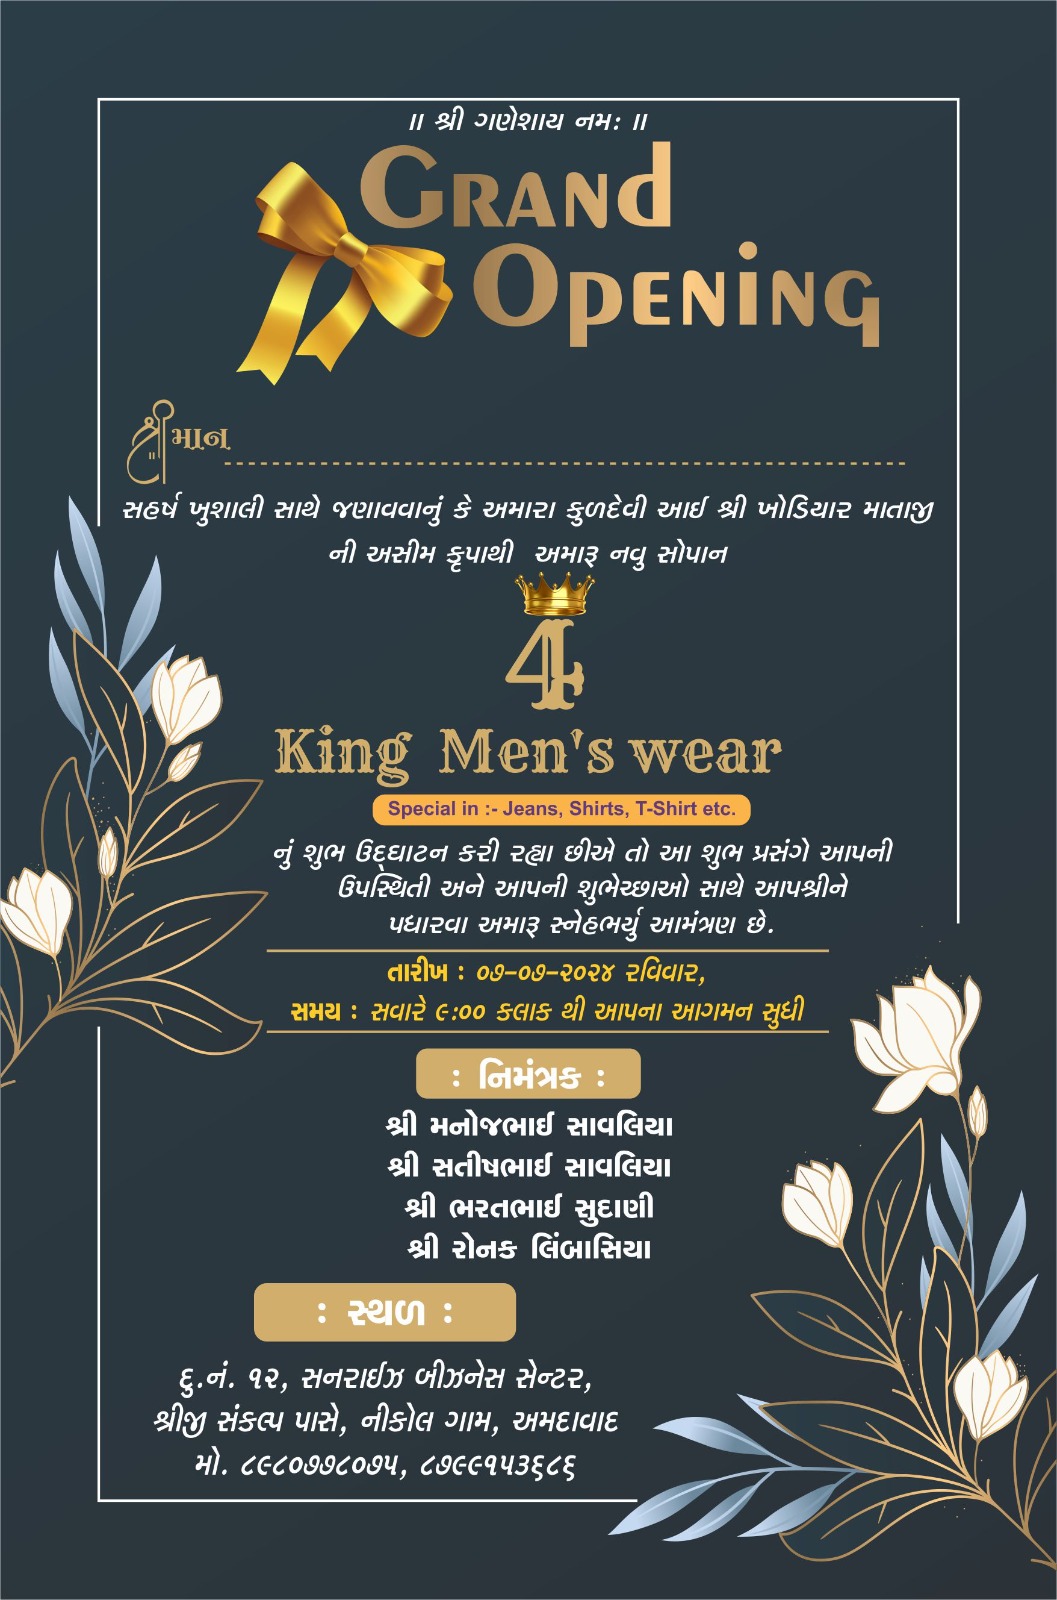 ॥ શ્રી ગણેશાય નમઃ ॥
GRAND
OPENING
શ્રીમાન
સહર્ષ ખુશાલી સાથે જણાવવાનું કે અમારા કુળદેવી આઈ શ્રી ખોડિયાર માતાજી
ની અસીમ કૃપાથી અમારૂ નવુ સોપાન
4
King Men's wear
Special in :- Jeans, Shirts, T-Shirt etc.
નું શુભ ઉદ્‌ઘાટન કરી રહ્યા છીએ તો આ શુભ પ્રસંગે આપની
ઉપસ્થિતી અને આપની શુભેચ્છાઓ સાથે આપશ્રીને
પધારવા અમારૂ સ્નેહભર્યુ આમંત્રણ છે.
તારીખ : ૦૭-૦૭-૨૦૨૪ રવિવાર,
સમય : સવારે ૯:૦૦ કલાક થી આપના આગમન સુધી
: નિમંત્રક :
શ્રી મનોજભાઈ સાવલિયા
શ્રી સતીષભાઈ સાવલિયા
શ્રી ભરતભાઈ સુદાણી
શ્રી રોનક લિંબાસિયા
: સ્થળ :
દુ.નં. ૧૨, સનરાઈઝ બીઝનેસ સેન્ટર,
શ્રીજી સંકલ્પ પાસે, નીકોલ ગામ, અમદાવાદ
મો. ૮૯૮૦૭૭૮૦૭૫, ૮૭૯૯૧૫૩૬૮૬